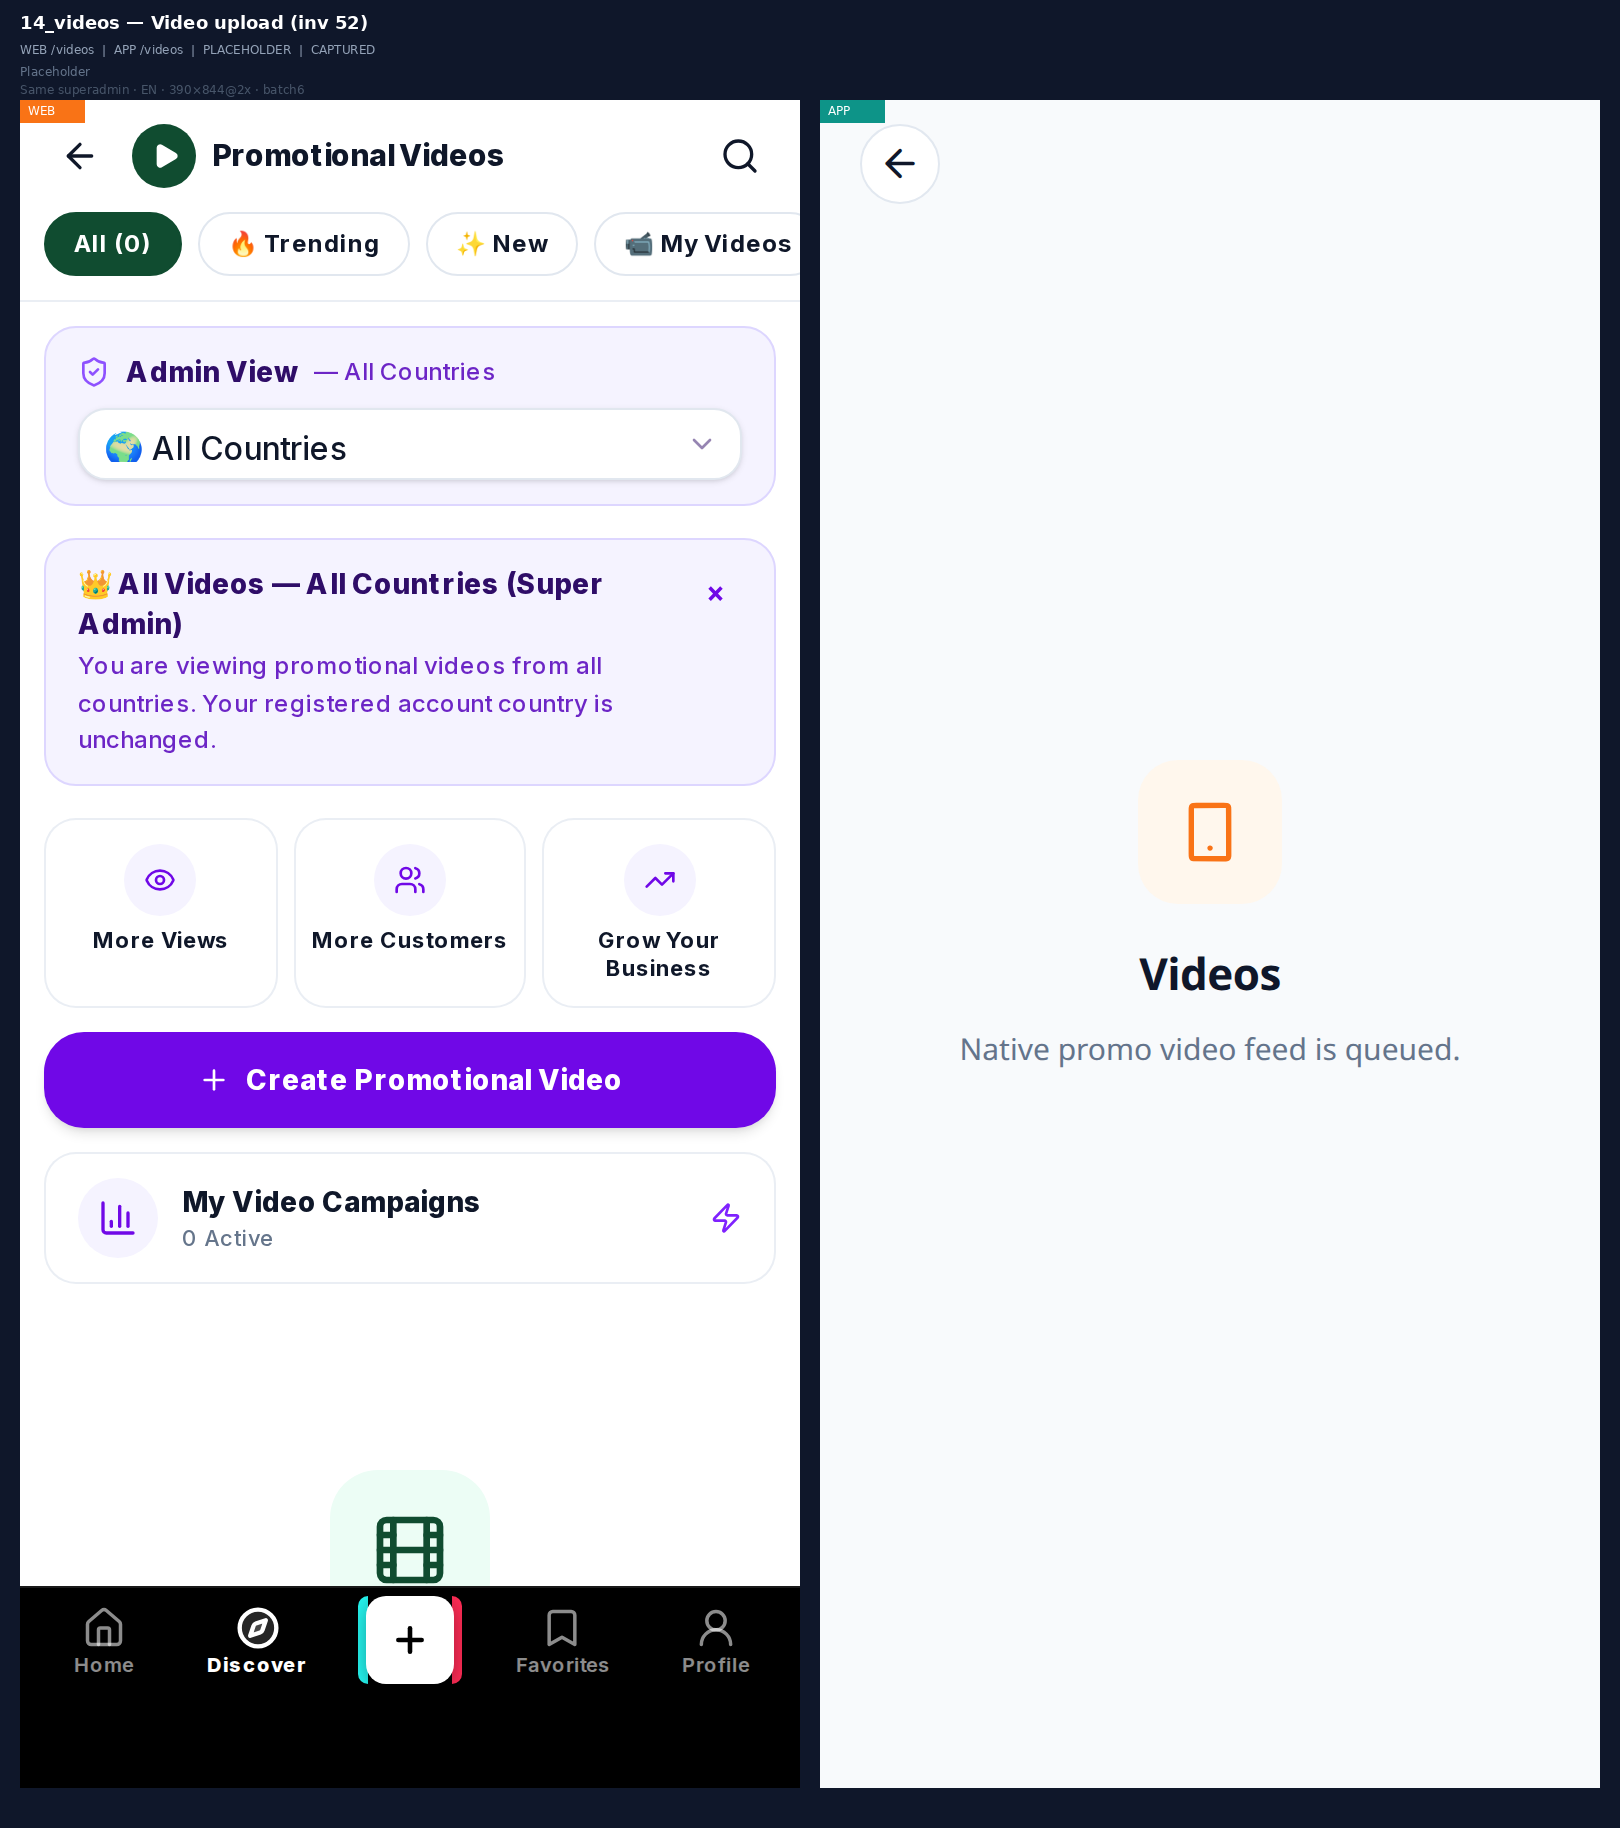 14_videos — Video upload (inv 52)
WEB /videos | APP /videos | PLACEHOLDER | CAPTURED
Placeholder
Same superadmin · EN · 390×844@2x · batch6
WEB
Promotional Videos
All (0)
🔥 Trending
✨ New
📹 My Videos
Admin View — All Countries
🌍 All Countries
👑 All Videos — All Countries (Super
Admin)
×
You are viewing promotional videos from all
countries. Your registered account country is
unchanged.
More Views
More Customers
Grow Your
Business
+ Create Promotional Video
My Video Campaigns
0 Active
Home
Discover
+
Favorites
Profile
APP
Videos
Native promo video feed is queued.